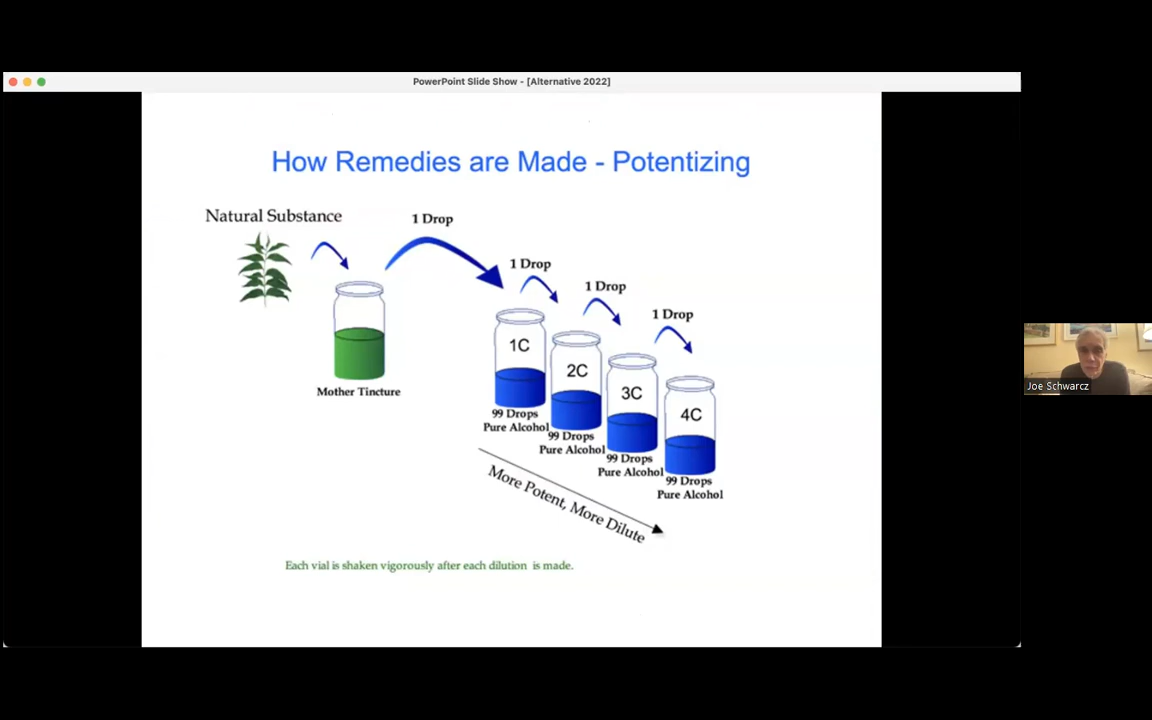 PowerPoint Slide Show - [Alternative 2022]
How Remedies are Made - Potentizing
Natural Substance
1 Drop
1 Drop
1 Drop
1 Drop
1C
2C
3C
4C
Mother Tincture
99 Drops
Pure Alcohol
99 Drops
Pure Alcohol
99 Drops
Pure Alcohol
99 Drops
Pure Alcohol
More Potent, More Dilute
Each vial is shaken vigorously after each dilution is made.
Joe Schwarcz